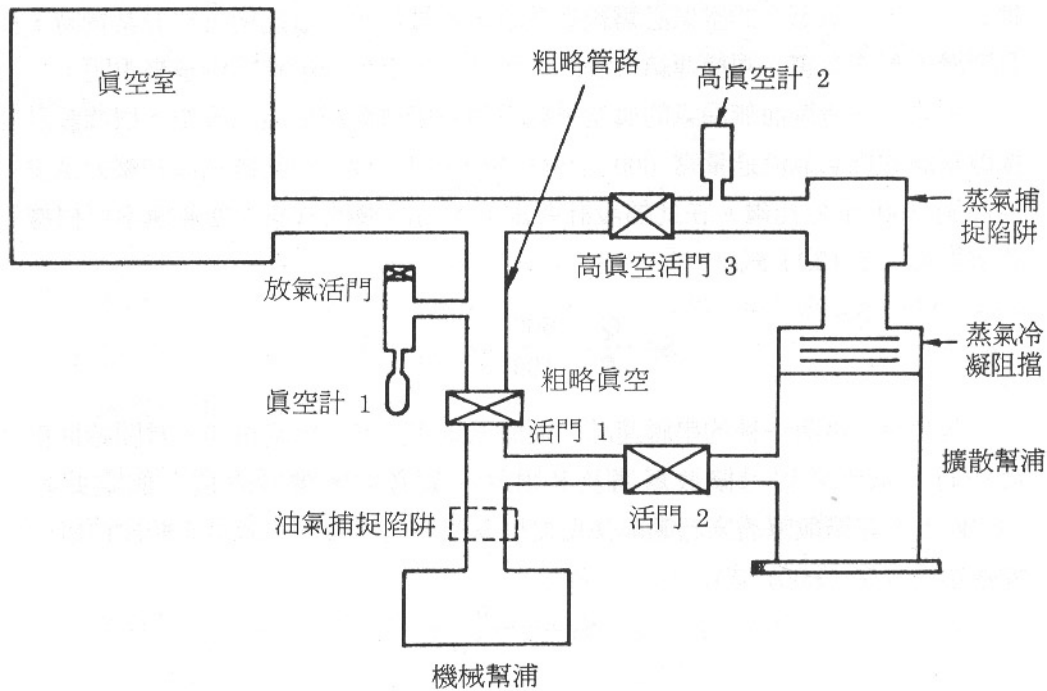 眞空室
粗略管路
高眞空計 2
蒸氣捕
捉陷阱
高眞空活門 3
放氣活門
蒸氣冷
凝阻擋
眞空計 1
粗略眞空
活門 1
擴散幫浦
油氣捕捉陷阱
活門 2
機械幫浦